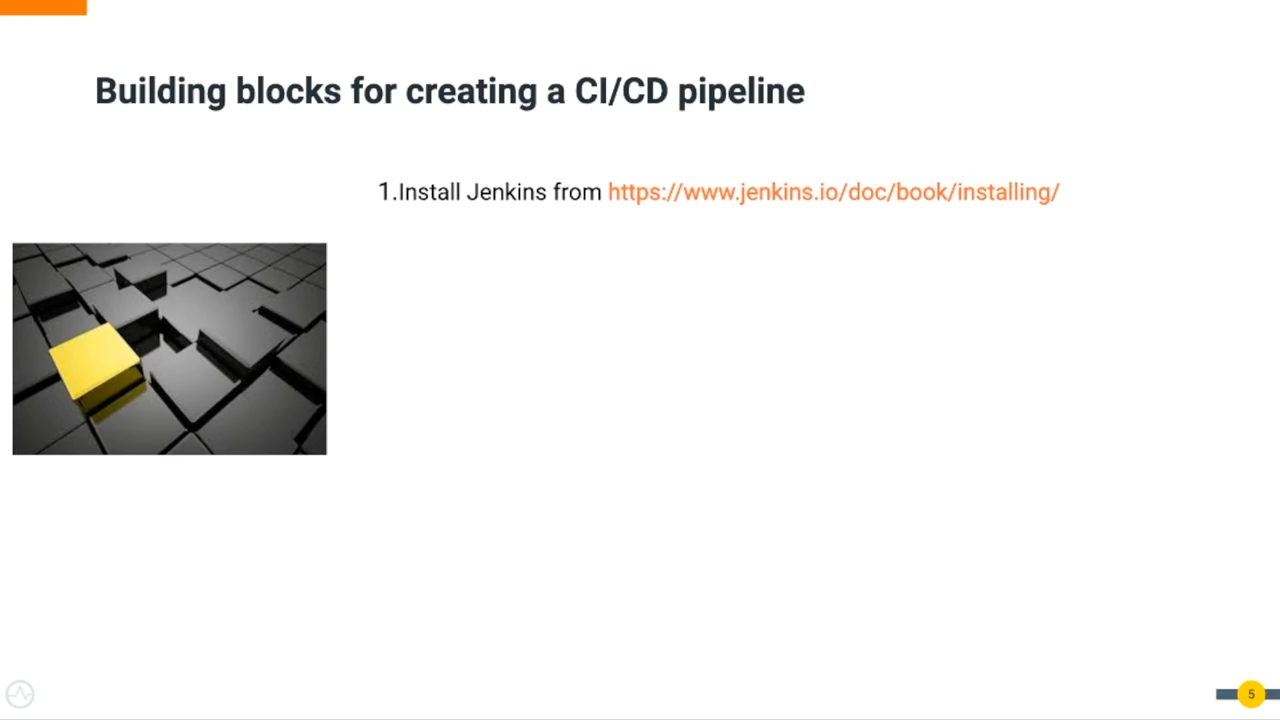 Building blocks for creating a CI/CD pipeline
1.Install Jenkins from https://www.jenkins.io/doc/book/installing/
5